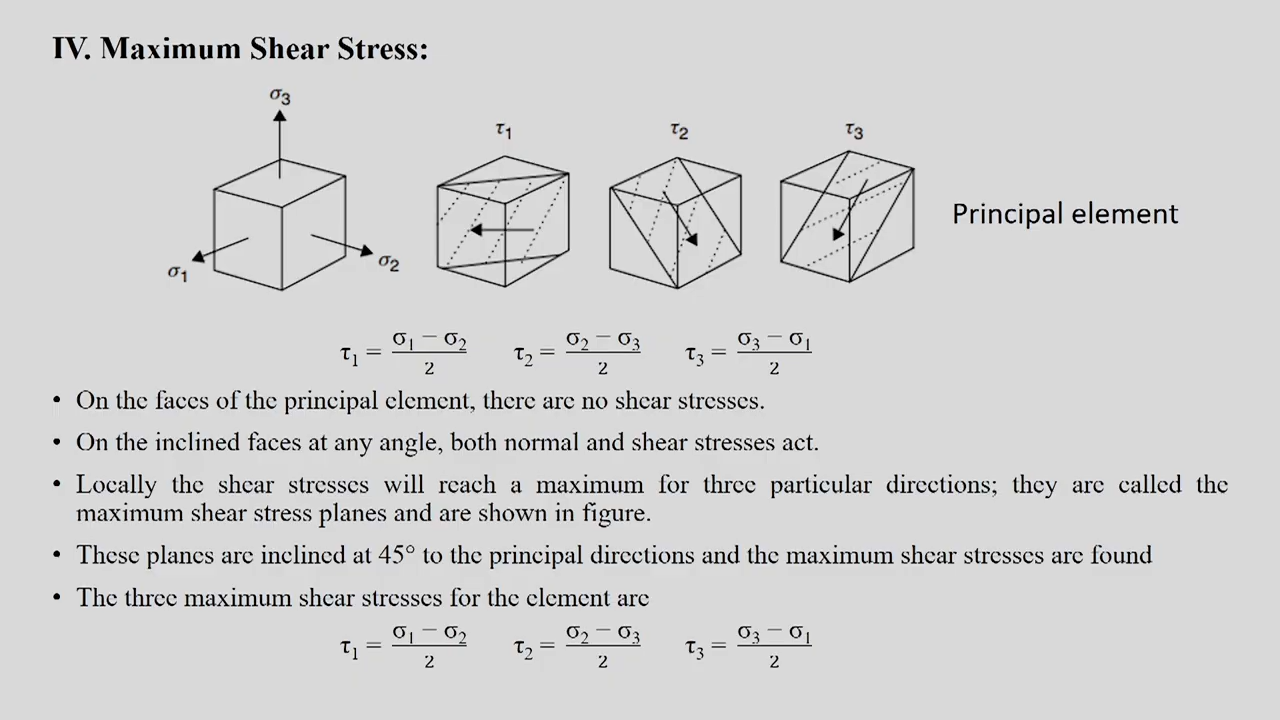 IV. Maximum Shear Stress:
σ3
τ1
τ2
τ3
σ1
σ2
Principal element
τ1 = (σ1 − σ2)/2 τ2 = (σ2 − σ3)/2 τ3 = (σ3 − σ1)/2
• On the faces of the principal element, there are no shear stresses.
• On the inclined faces at any angle, both normal and shear stresses act.
• Locally the shear stresses will reach a maximum for three particular directions; they are called the
maximum shear stress planes and are shown in figure.
• These planes are inclined at 45° to the principal directions and the maximum shear stresses are found
• The three maximum shear stresses for the element are
τ1 = (σ1 − σ2)/2 τ2 = (σ2 − σ3)/2 τ3 = (σ3 − σ1)/2